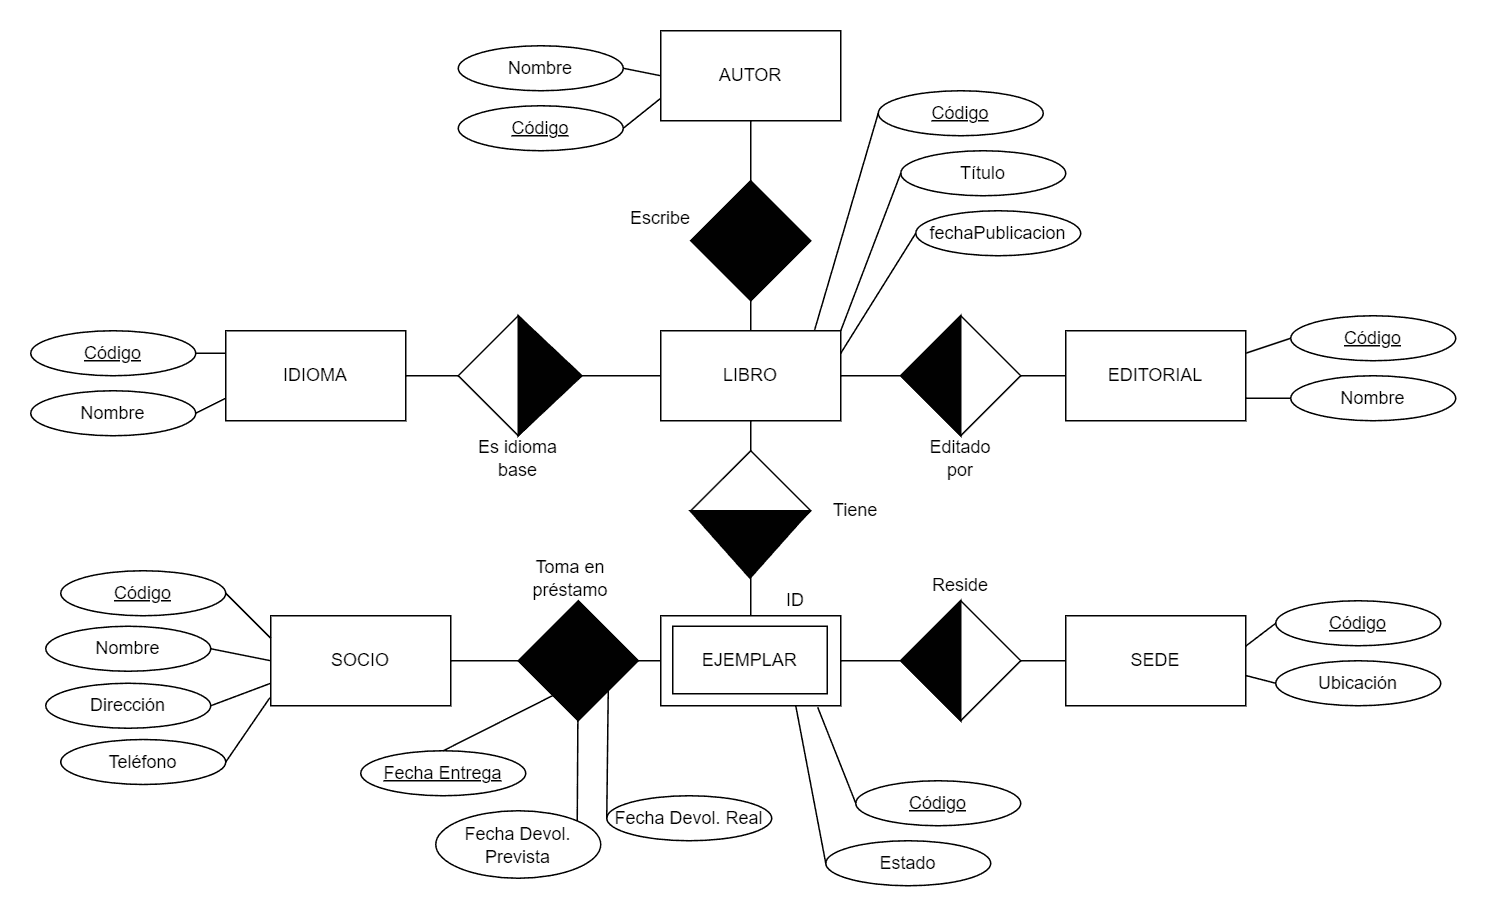 Nombre
AUTOR
Código
Código
Título
Escribe
fechaPublicacion
Código
Nombre
IDIOMA
LIBRO
EDITORIAL
Código
Nombre
Es idioma
base
Editado
por
Tiene
Toma en
préstamo
ID
Reside
Código
Nombre
Dirección
Teléfono
SOCIO
EJEMPLAR
SEDE
Código
Ubicación
Fecha Entrega
Fecha Devol.
Prevista
Fecha Devol. Real
Código
Estado